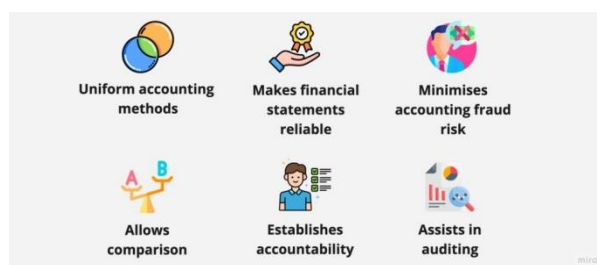 Uniform accounting
methods
Makes financial
statements
reliable
Minimises
accounting fraud
risk
A B
Allows
comparison
Establishes
accountability
Assists in
auditing
miro